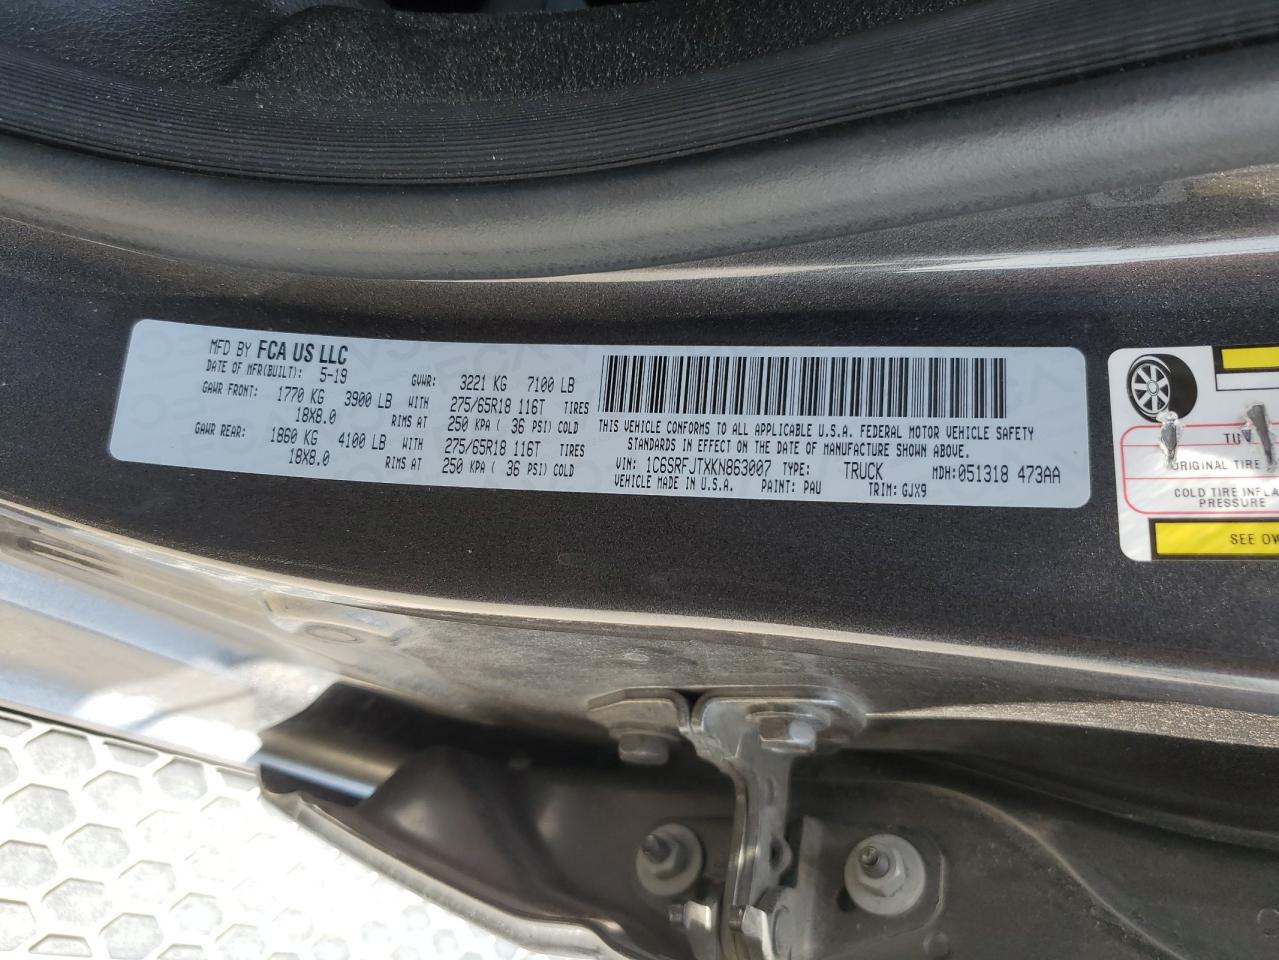 MFD BY FCA US LLC
DATE OF MFR(BUILT): 5-19 GVWR: 3221 KG 7100 LB
GAWR FRONT: 1770 KG 3900 LB WITH 275/65R18 116T TIRES
18X8.0 RIMS AT 250 KPA ( 36 PSI) COLD
GAWR REAR: 1860 KG 4100 LB WITH 275/65R18 116T TIRES
18X8.0 RIMS AT 250 KPA ( 36 PSI) COLD
THIS VEHICLE CONFORMS TO ALL APPLICABLE U.S.A. FEDERAL MOTOR VEHICLE SAFETY
STANDARDS IN EFFECT ON THE DATE OF MANUFACTURE SHOWN ABOVE.
VIN: 1C6SRFJTXKN863007 TYPE: TRUCK MDH:051318 473AA
VEHICLE MADE IN U.S.A. PAINT: PAU TRIM: GJX9
ORIGINAL TIRE
COLD TIRE INFLA
PRESSURE
SEE OW